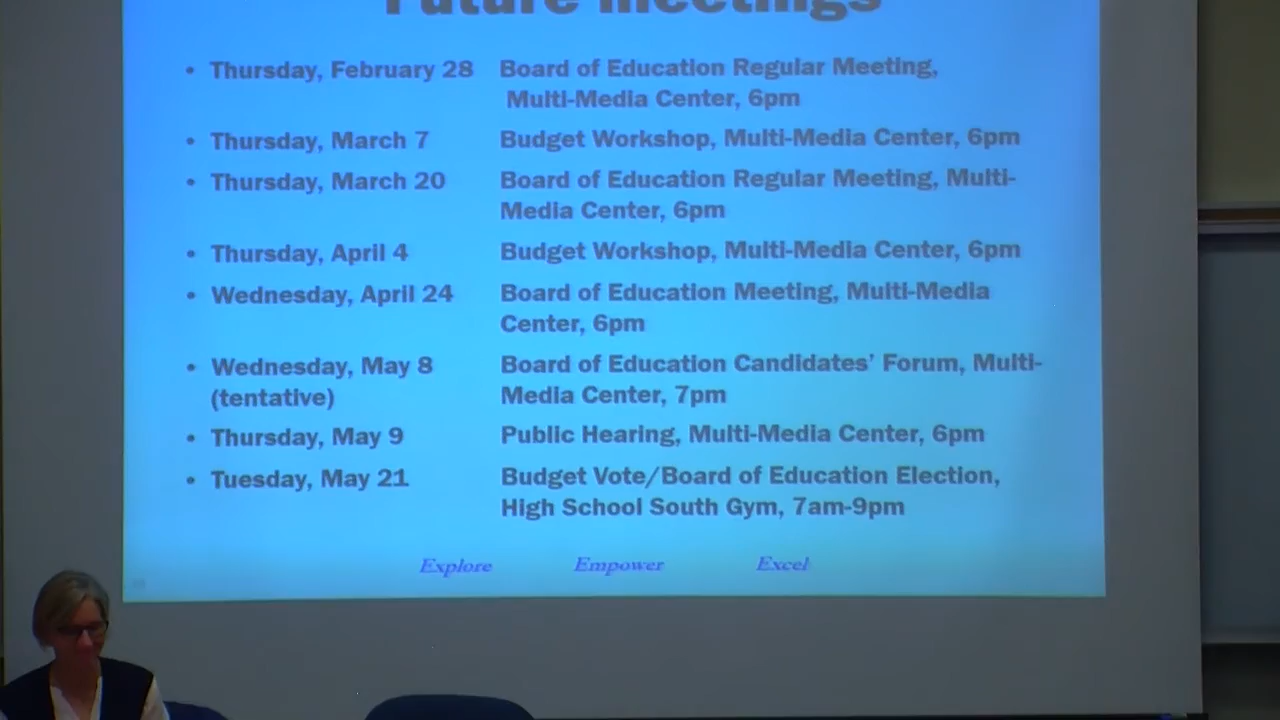 Future Meetings
• Thursday, February 28 Board of Education Regular Meeting,
Multi-Media Center, 6pm
• Thursday, March 7 Budget Workshop, Multi-Media Center, 6pm
• Thursday, March 20 Board of Education Regular Meeting, Multi-
Media Center, 6pm
• Thursday, April 4 Budget Workshop, Multi-Media Center, 6pm
• Wednesday, April 24 Board of Education Meeting, Multi-Media
Center, 6pm
• Wednesday, May 8 Board of Education Candidates’ Forum, Multi-
(tentative) Media Center, 7pm
• Thursday, May 9 Public Hearing, Multi-Media Center, 6pm
• Tuesday, May 21 Budget Vote/Board of Education Election,
High School South Gym, 7am-9pm
Explore Empower Excel